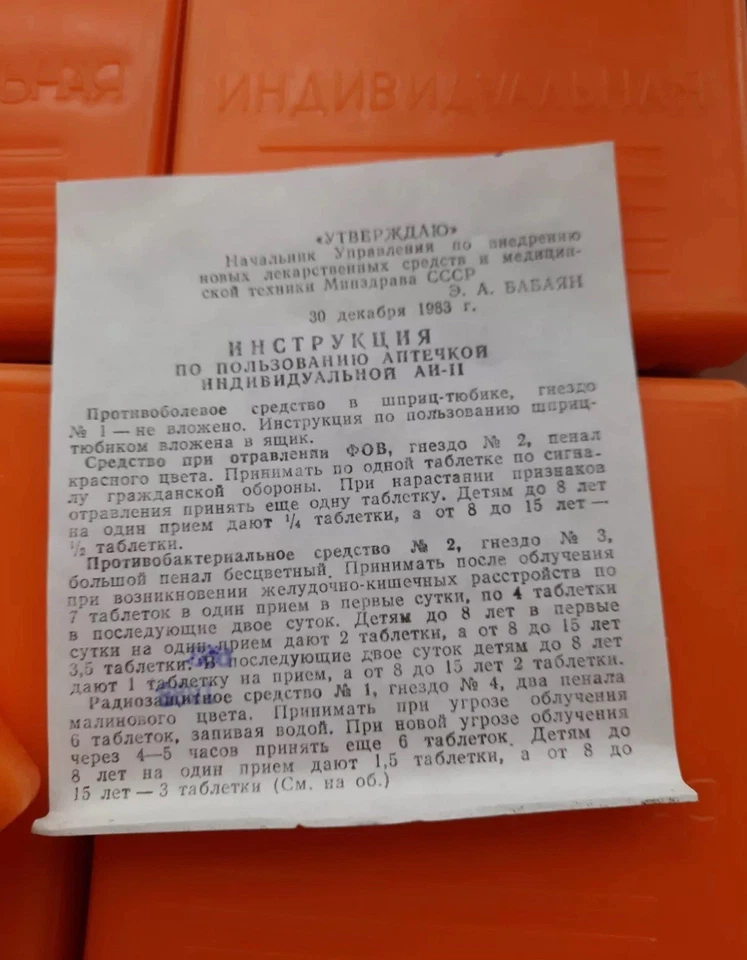 ИНДИВИДУАЛЬНАЯ
«УТВЕРЖДАЮ»
Начальник Управления по внедрению
новых лекарственных средств и медицин-
ской техники Минздрава СССР
Э. А. БАБАЯН
30 декабря 1983 г.
ИНСТРУКЦИЯ
ПО ПОЛЬЗОВАНИЮ АПТЕЧКОЙ
ИНДИВИДУАЛЬНОЙ АИ-II
Противоболевое средство в шприц-тюбике, гнездо
№ 1 — не вложено. Инструкция по пользованию шприц-
тюбиком вложена в ящик.
Средство при отравлении ФОВ, гнездо № 2, пенал
красного цвета. Принимать по одной таблетке по сигна-
лу гражданской обороны. При нарастании признаков
отравления принять еще одну таблетку. Детям до 8 лет
на один прием дают ¼ таблетки, а от 8 до 15 лет —
½ таблетки.
Противобактериальное средство № 2, гнездо № 3,
большой пенал бесцветный. Принимать после облучения
при возникновении желудочно-кишечных расстройств по
7 таблеток в один прием в первые сутки, по 4 таблетки
в последующие двое суток. Детям до 8 лет в первые
сутки на один прием дают 2 таблетки, а от 8 до 15 лет
3,5 таблетки. В последующие двое суток детям до 8 лет
дают 1 таблетку на прием, а от 8 до 15 лет 2 таблетки.
Радиозащитное средство № 1, гнездо № 4, два пенала
малинового цвета. Принимать при угрозе облучения
6 таблеток, запивая водой. При новой угрозе облучения
через 4—5 часов принять еще 6 таблеток. Детям до
8 лет на один прием дают 1,5 таблетки, а от 8 до
15 лет — 3 таблетки (См. на об.)